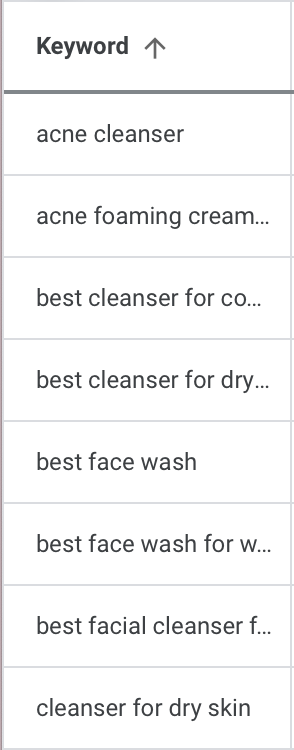 Keyword ↑
acne cleanser
acne foaming cream...
best cleanser for co...
best cleanser for dry...
best face wash
best face wash for w...
best facial cleanser f...
cleanser for dry skin